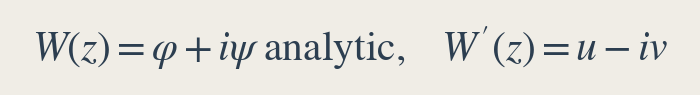 W(z) = φ + iψ analytic, W′(z) = u − iv